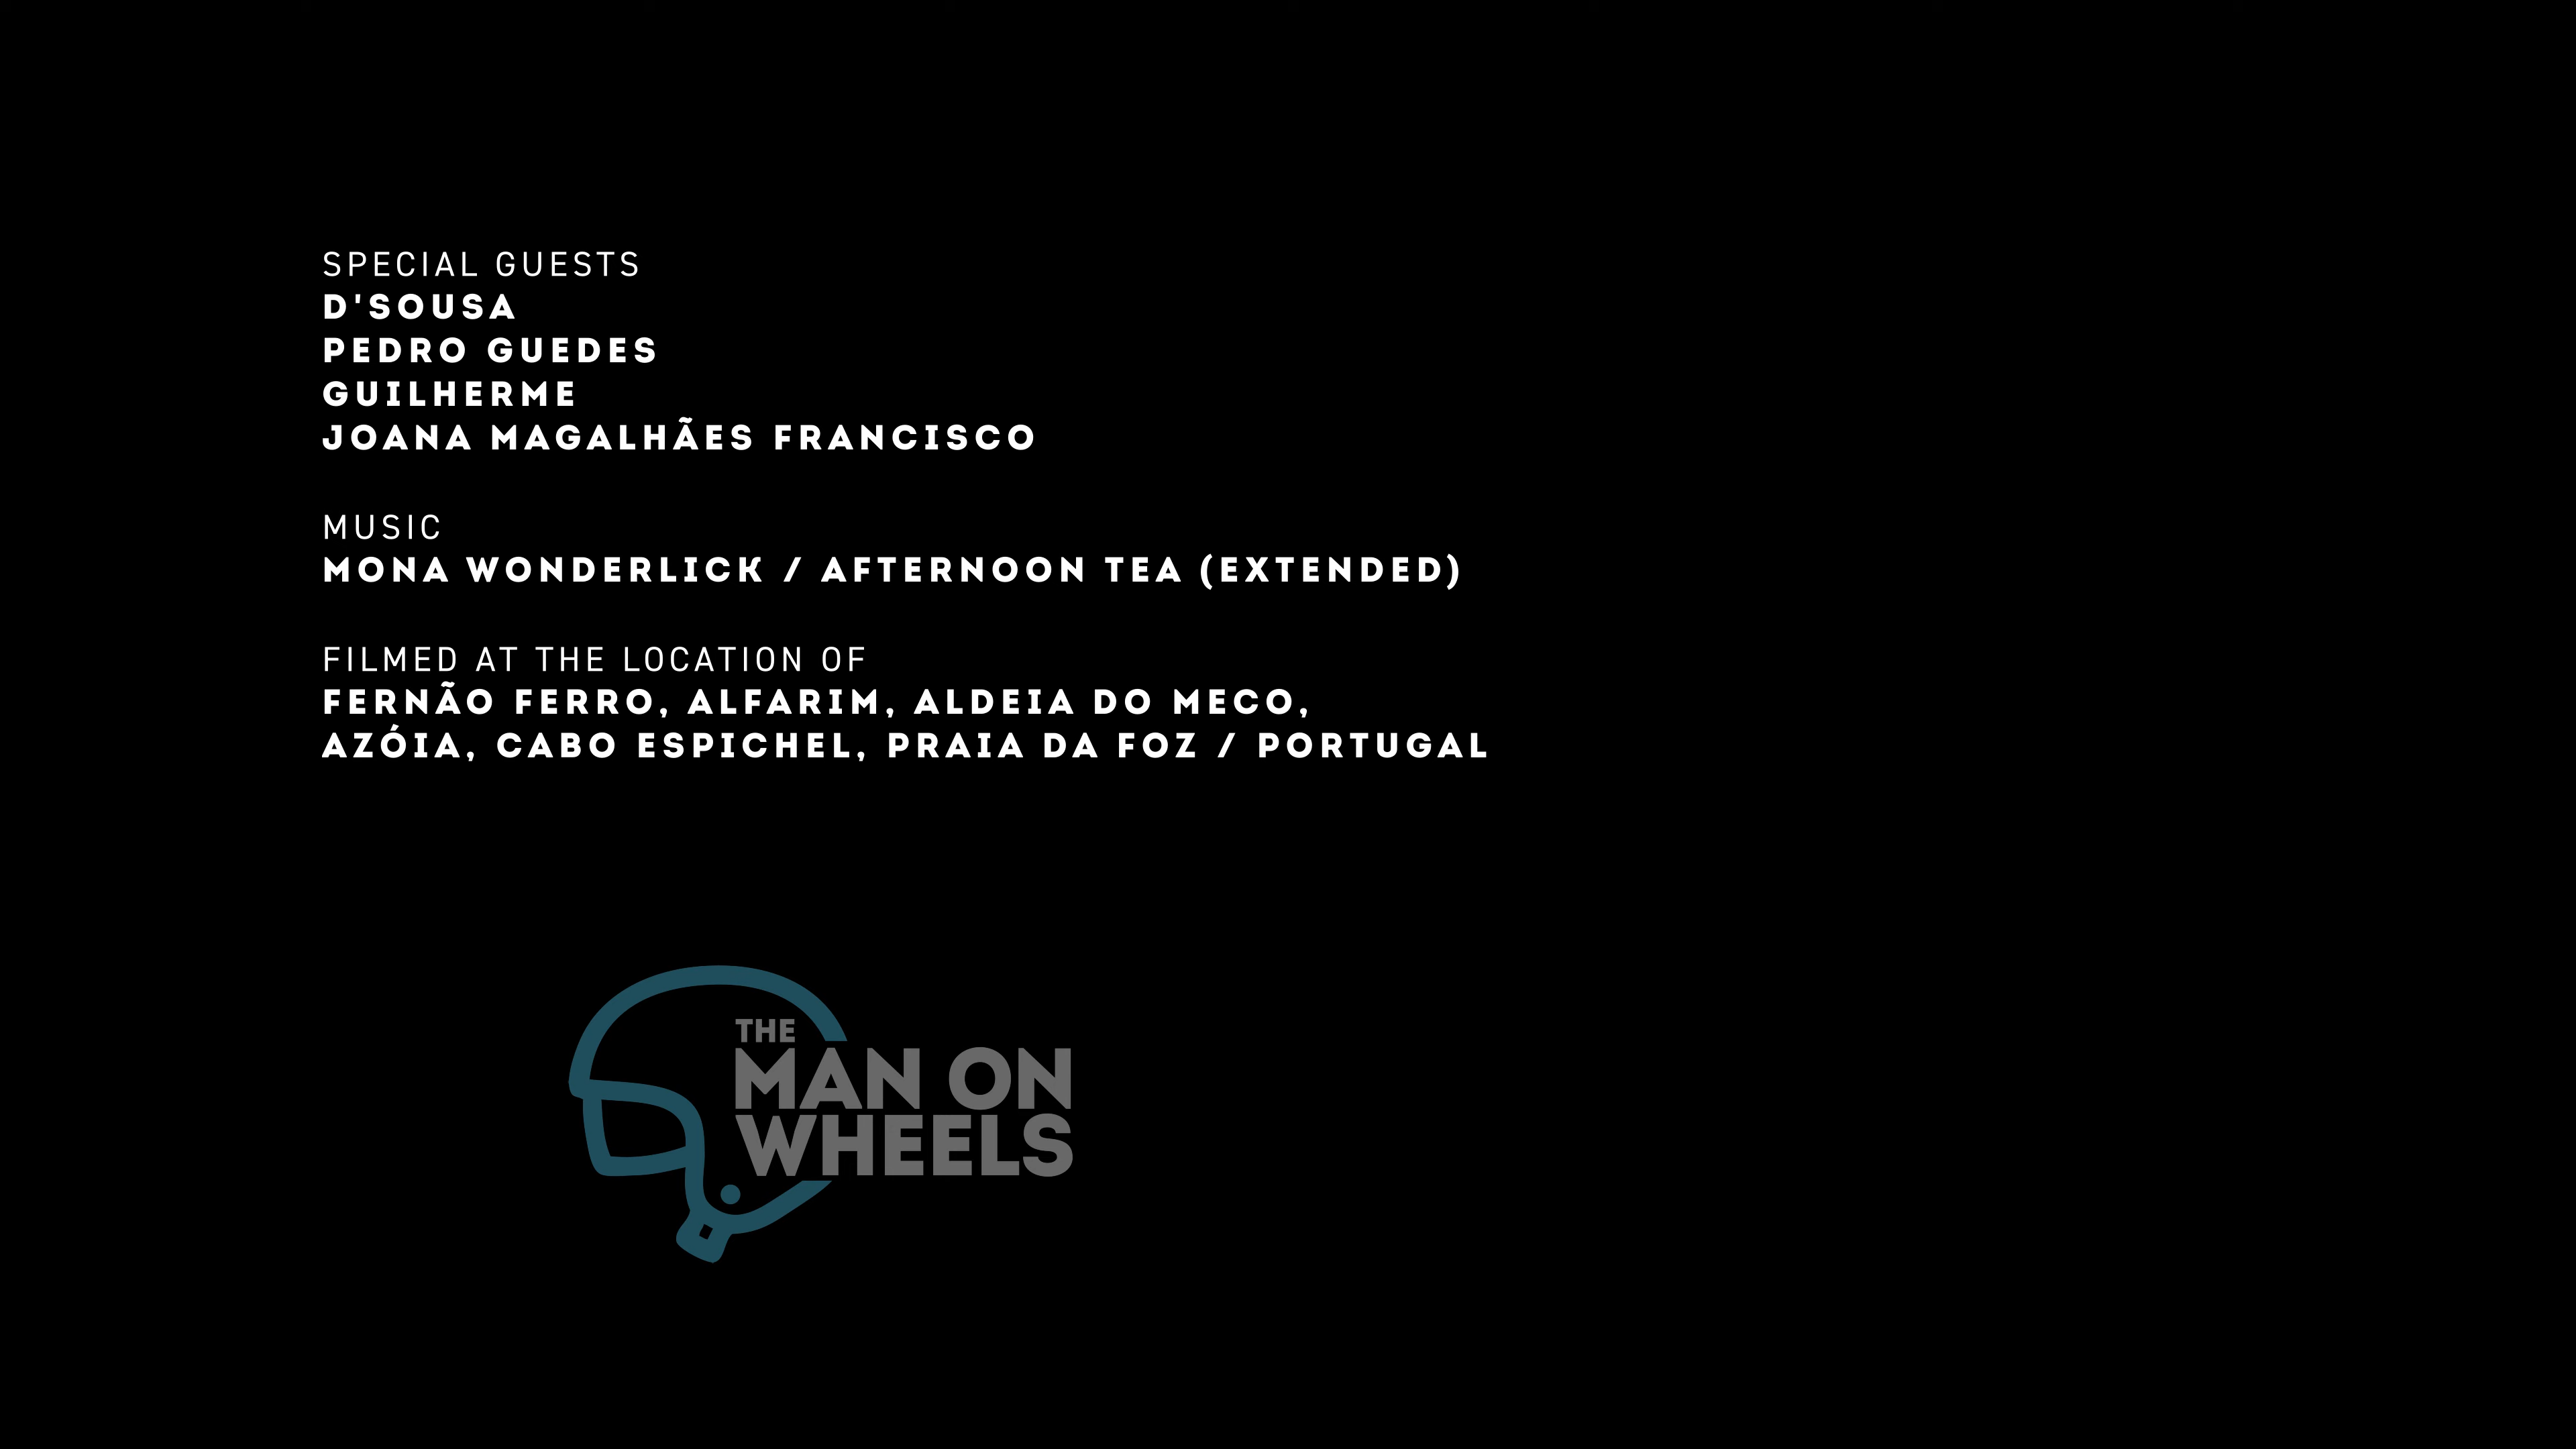 SPECIAL GUESTS
D'SOUSA
PEDRO GUEDES
GUILHERME
JOANA MAGALHÃES FRANCISCO
MUSIC
MONA WONDERLICK / AFTERNOON TEA (EXTENDED)
FILMED AT THE LOCATION OF
FERNÃO FERRO, ALFARIM, ALDEIA DO MECO,
AZÓIA, CABO ESPICHEL, PRAIA DA FOZ / PORTUGAL
THE
MAN ON
WHEELS